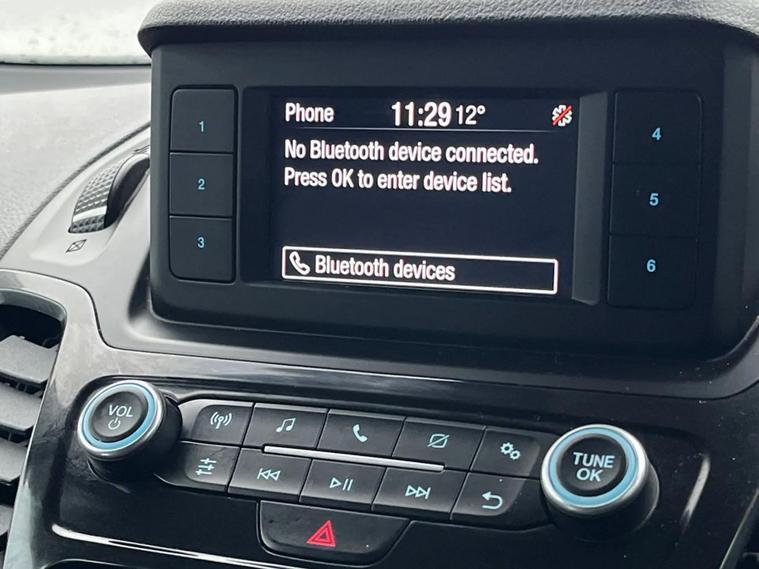 Phone 11:29 12°
No Bluetooth device connected.
Press OK to enter device list.
Bluetooth devices
1
2
3
4
5
6
VOL
TUNE
OK